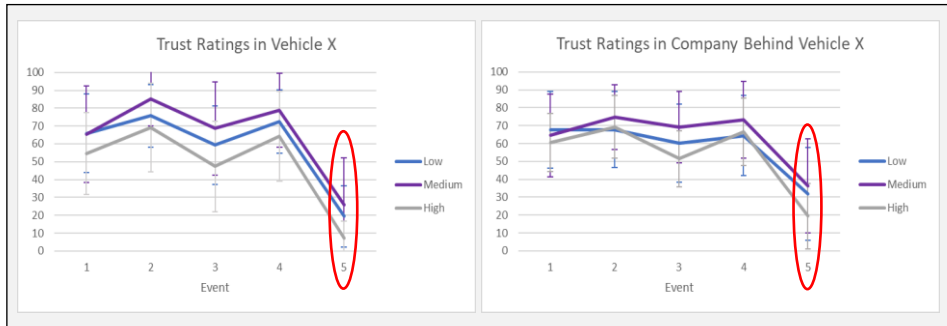 Trust Ratings in Vehicle X
100
90
80
70
60
50
40
30
20
10
0
1 2 3 4 5
Event
Low
Medium
High
Trust Ratings in Company Behind Vehicle X
100
90
80
70
60
50
40
30
20
10
0
1 2 3 4 5
Event
Low
Medium
High